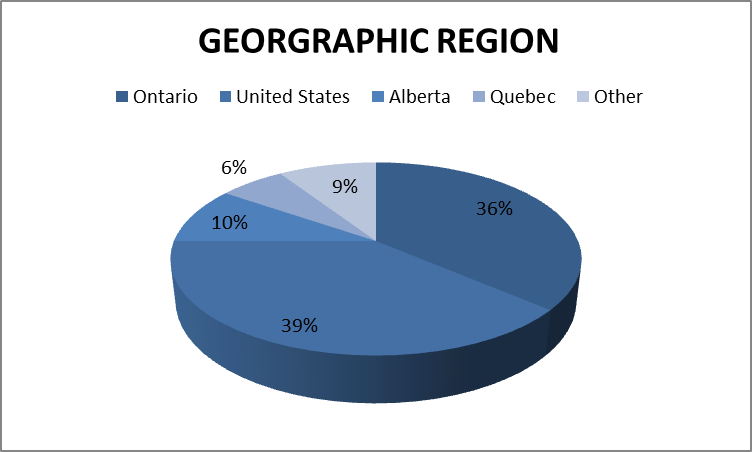 GEORGRAPHIC REGION
Ontario United States Alberta Quebec Other
6%
9%
36%
10%
39%